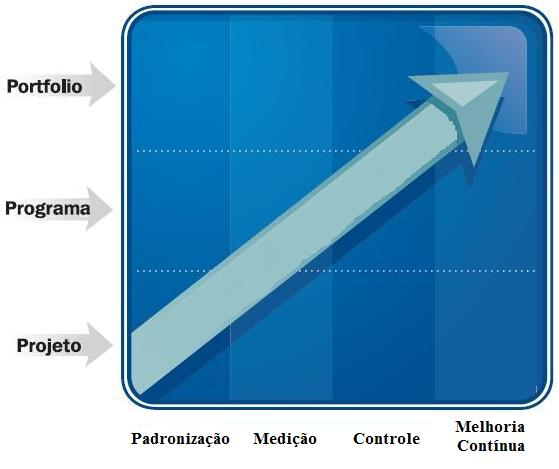 Portfolio
Programa
Projeto
Padronização Medição Controle Melhoria
Contínua